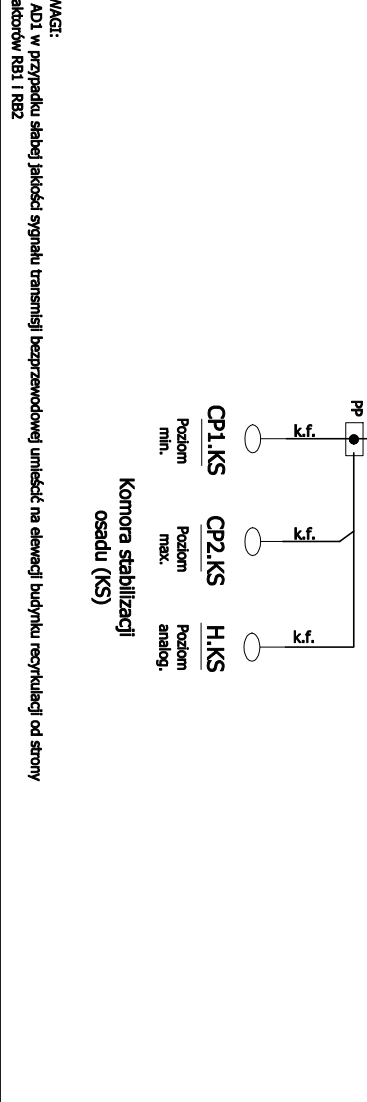 PP
k.f.
k.f.
k.f.
CP1.KS
Poziom
min.
CP2.KS
Poziom
max.
H.KS
Poziom
analog.
Komora stabilizacji
osadu (KS)
AD1 w przypadku słabej jakości sygnału transmisji bezprzewodowej umieścić na elewacji budynku recyrkulacji od strony
RB1 i RB2